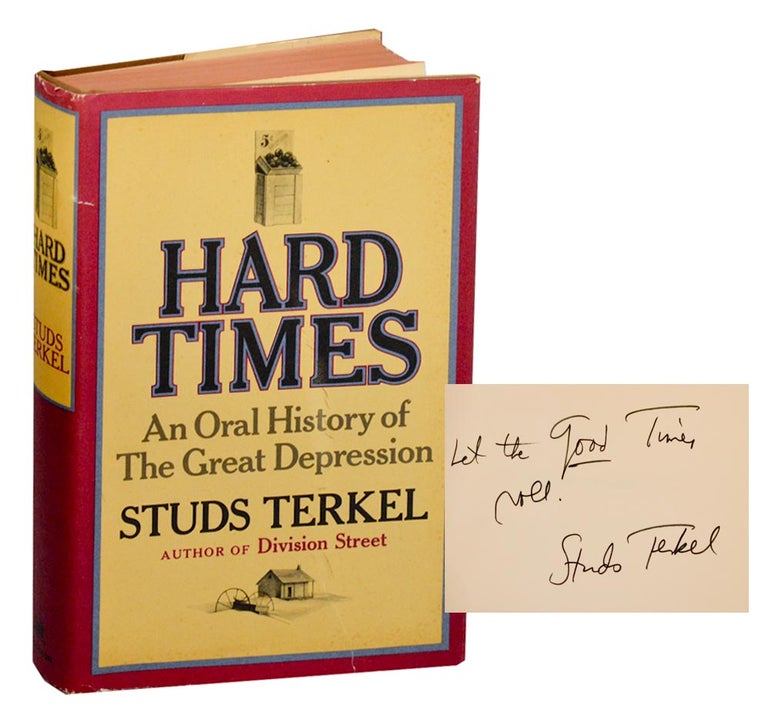 5¢
HARD
TIMES
An Oral History of
The Great Depression
STUDS TERKEL
AUTHOR OF Division Street
HARD
TIMES
STUDS
TERKEL
Let the Good Times
roll.
Studs Terkel